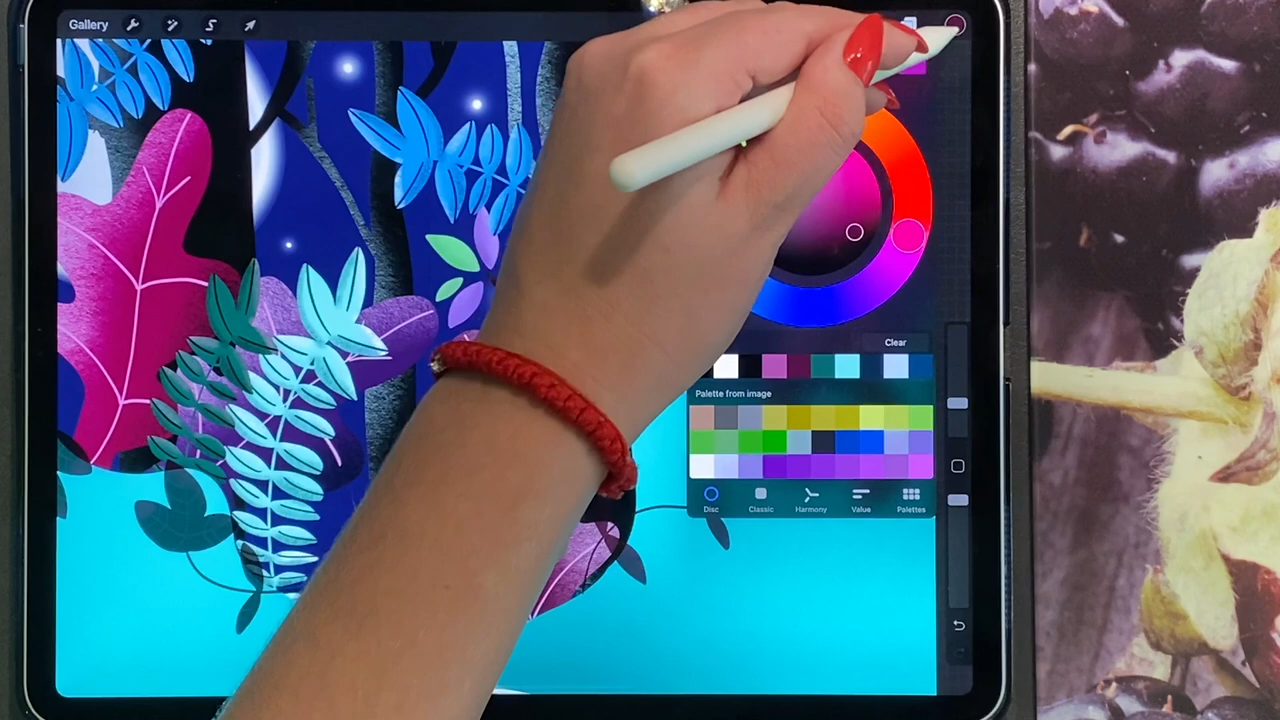 Gallery
Clear
Palette from image
Disc
Classic
Harmony
Value
Palettes